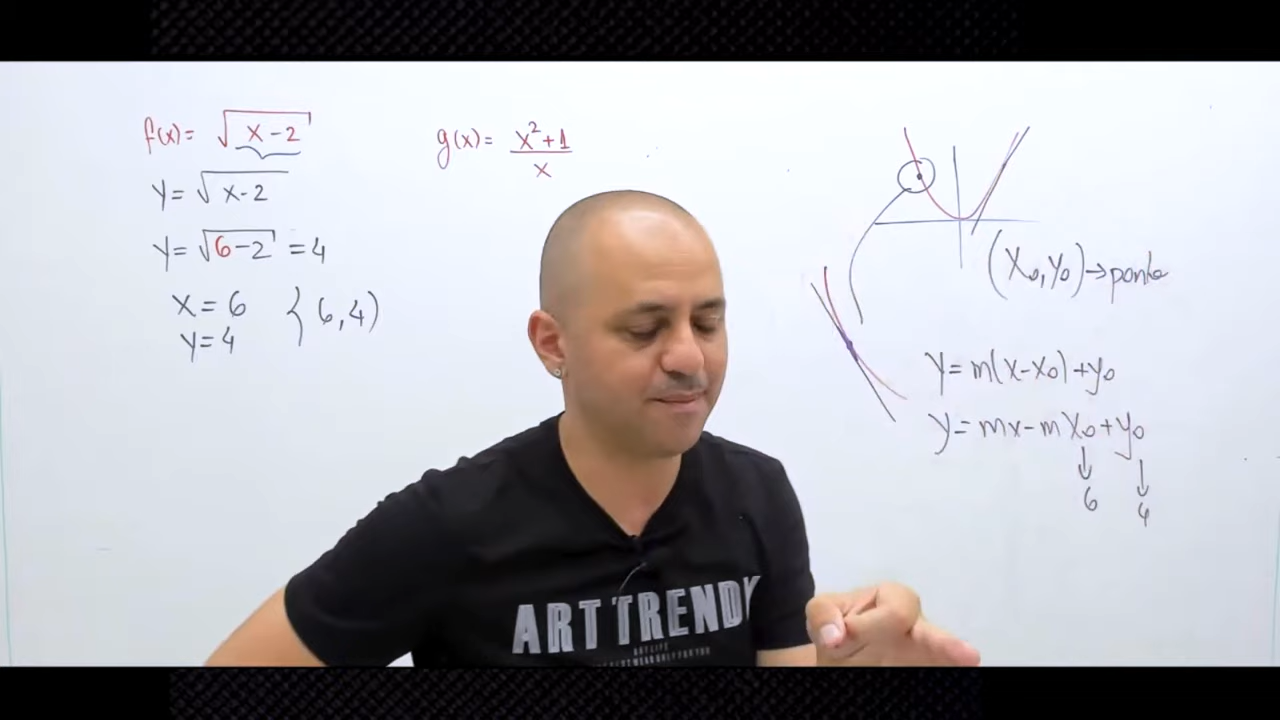 f(x) = √x-2
y = √x-2
y = √6-2 = 4
x = 6
y = 4
{6,4)
g(x) = x²+1/x
(x₀,y₀) → ponto
y = m(x-x₀)+y₀
y = mx-mx₀+y₀
↓ ↓
6 4
ART TRENDY